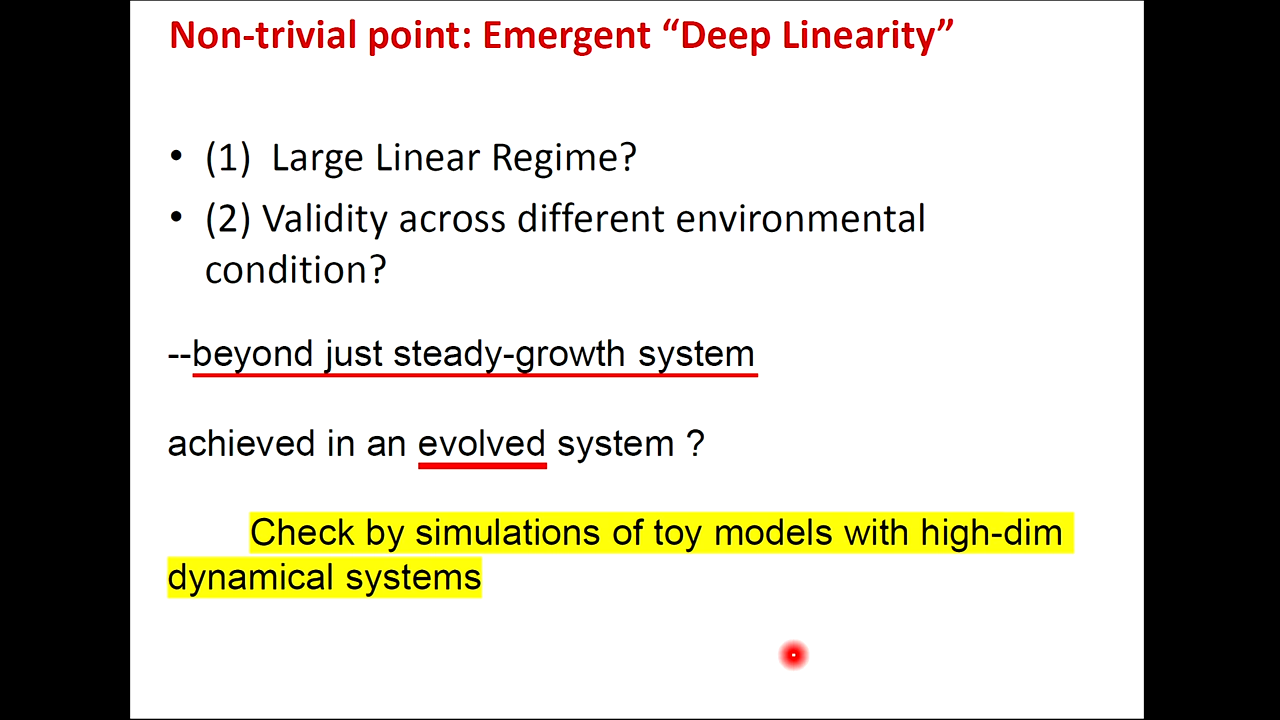 Non-trivial point: Emergent “Deep Linearity”
• (1) Large Linear Regime?
• (2) Validity across different environmental
condition?
--beyond just steady-growth system
achieved in an evolved system ?
Check by simulations of toy models with high-dim
dynamical systems